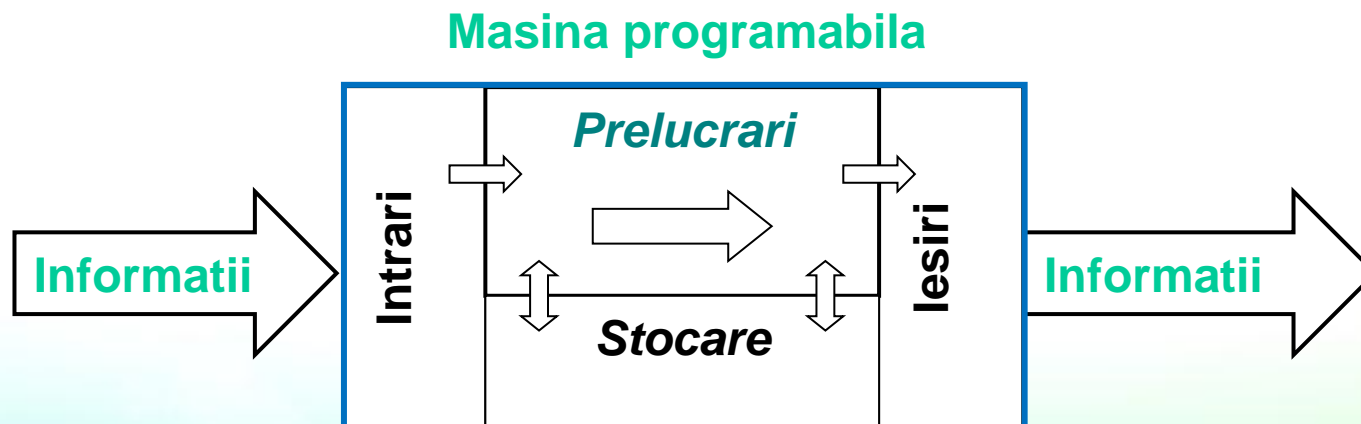 Masina programabila
Prelucrari
Intrari
Iesiri
Informatii
Informatii
Stocare